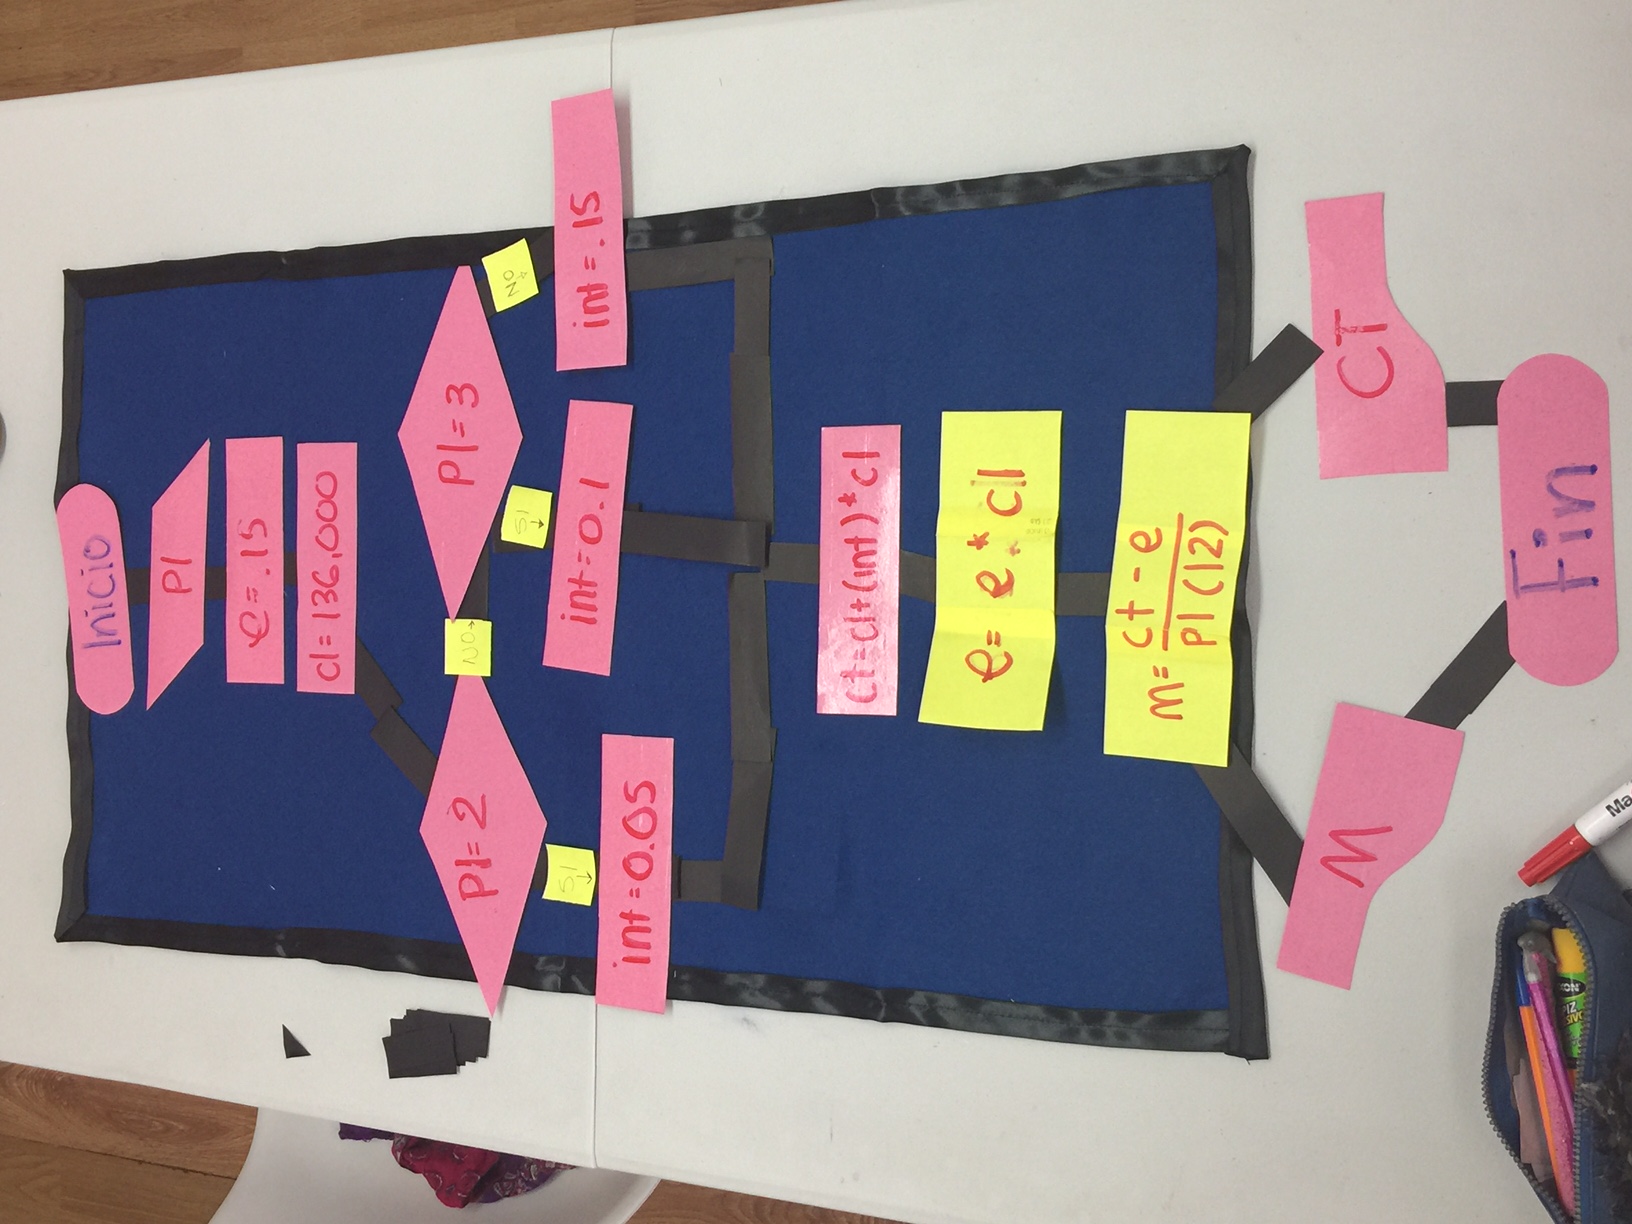 Inicio
Pl
e=.15
cl=136,000
Pl=2
NO→
Pl=3
SI
↓
SI
↓
NO
↓
int=0.05
int=0.1
int=.15
ct=cl+(int)*cl
e= e*cl
m= ct - e
Pl (12)
M
CT
Fin
Ma